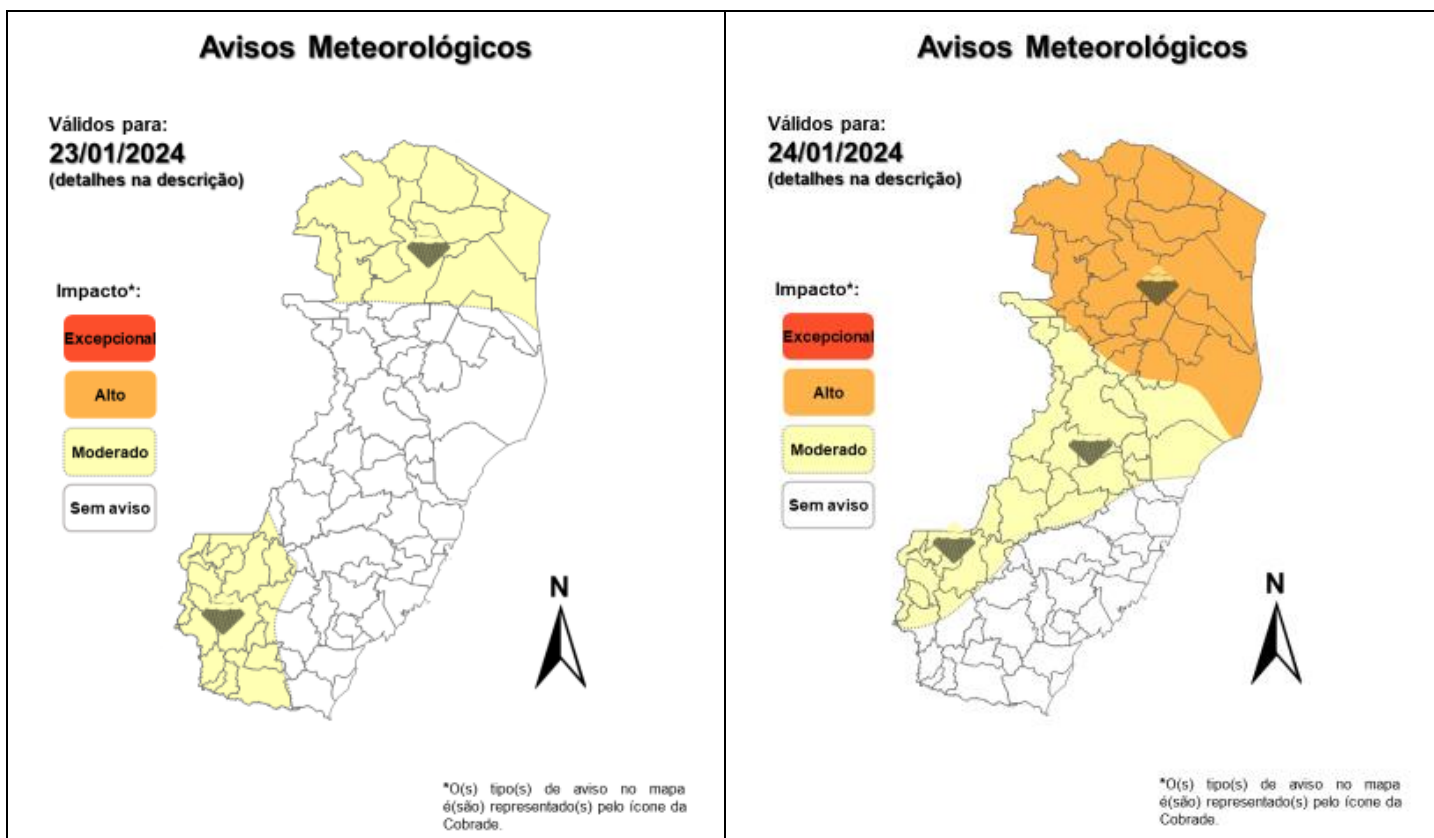 Avisos Meteorológicos
Válidos para:
23/01/2024
(detalhes na descrição)
Impacto*:
Excepcional
Alto
Moderado
Sem aviso
N
*O(s) tipo(s) de aviso no mapa
é(são) representado(s) pelo ícone da
Cobrade.
Avisos Meteorológicos
Válidos para:
24/01/2024
(detalhes na descrição)
Impacto*:
Excepcional
Alto
Moderado
Sem aviso
N
*O(s) tipo(s) de aviso no mapa
é(são) representado(s) pelo ícone da
Cobrade.